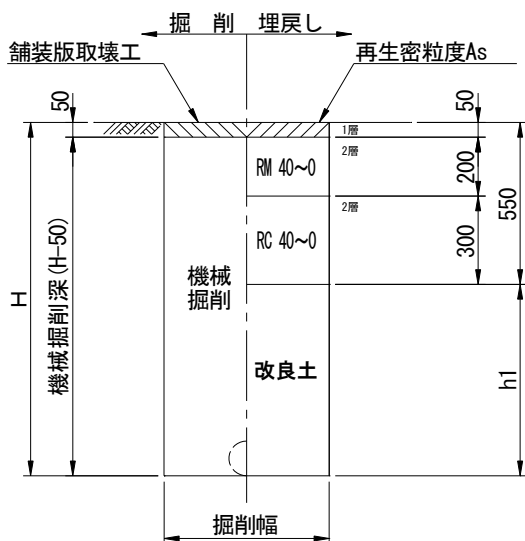 掘 削 埋戻し
舗装版取壊工 再生密粒度As
50 50
1層
2層
RM 40~0 200
2層
550
RC 40~0 300
機械
掘削
H
機械掘削深(H-50)
改良土
h1
掘削幅